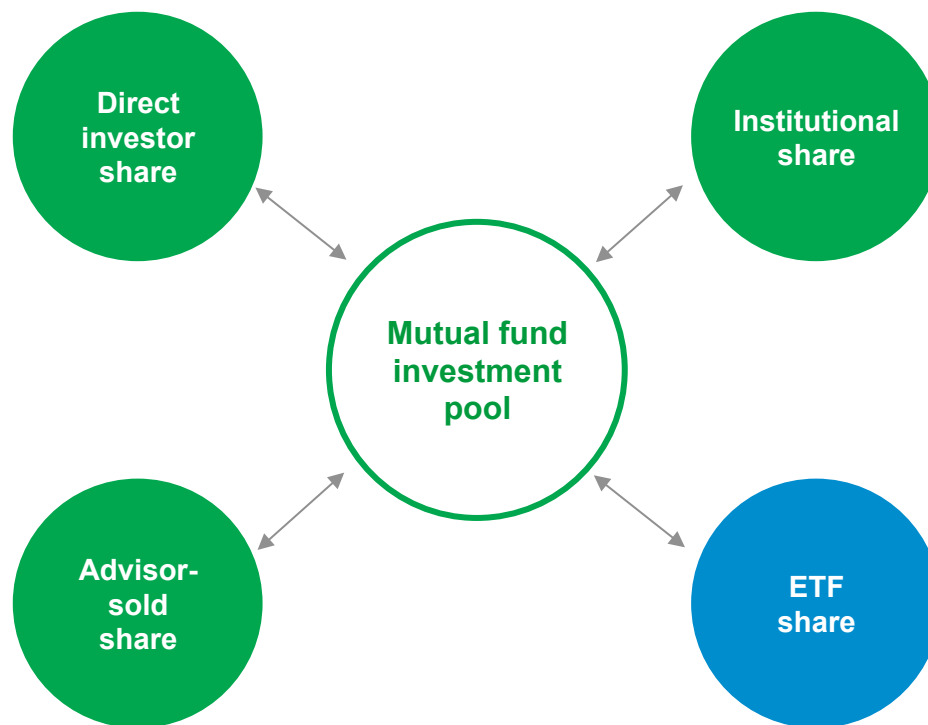 Direct
investor
share
Institutional
share
Mutual fund
investment
pool
Advisor-
sold
share
ETF
share